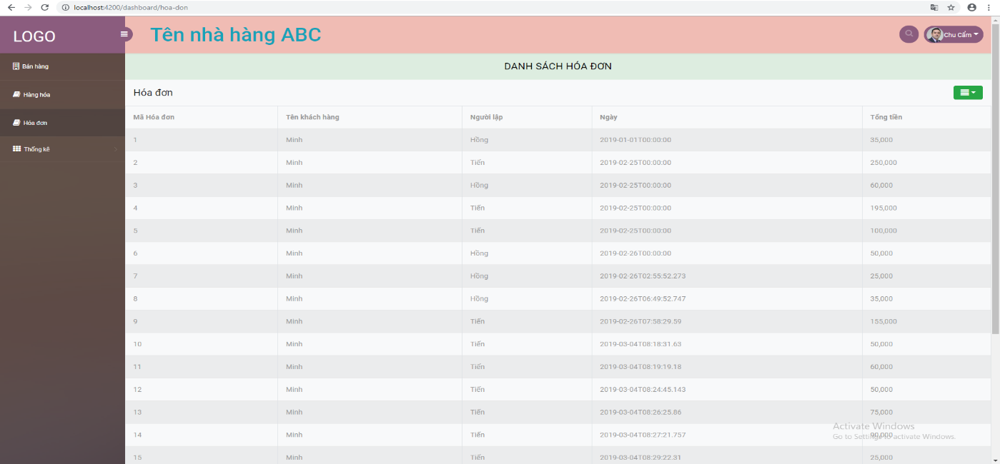 localhost:4200/dashboard/hoa-don
LOGO
Tên nhà hàng ABC
Chu Cẩm
Bán hàng
Hàng hóa
Hóa đơn
Thống kê
DANH SÁCH HÓA ĐƠN
Hóa đơn
Mã Hóa đơn Tên khách hàng Người lập Ngày Tổng tiền
1 Minh Hồng 2019-01-01T00:00:00 35,000
2 Minh Tiến 2019-02-25T00:00:00 250,000
3 Minh Hồng 2019-02-25T00:00:00 60,000
4 Minh Tiến 2019-02-25T00:00:00 195,000
5 Minh Tiến 2019-02-25T00:00:00 100,000
6 Minh Hồng 2019-02-26T00:00:00 50,000
7 Minh Hồng 2019-02-26T02:55:52.273 25,000
8 Minh Hồng 2019-02-26T06:49:52.747 35,000
9 Minh Tiến 2019-02-26T07:58:29.59 155,000
10 Minh Tiến 2019-03-04T08:18:31.63 50,000
11 Minh Tiến 2019-03-04T08:19:19.18 60,000
12 Minh Tiến 2019-03-04T08:24:45.143 50,000
13 Minh Tiến 2019-03-04T08:26:25.86 75,000
14 Minh Tiến 2019-03-04T08:27:21.757 90,000
15 Minh Tiến 2019-03-04T08:29:22.31 25,000
Activate Windows
Go to Settings to activate Windows.